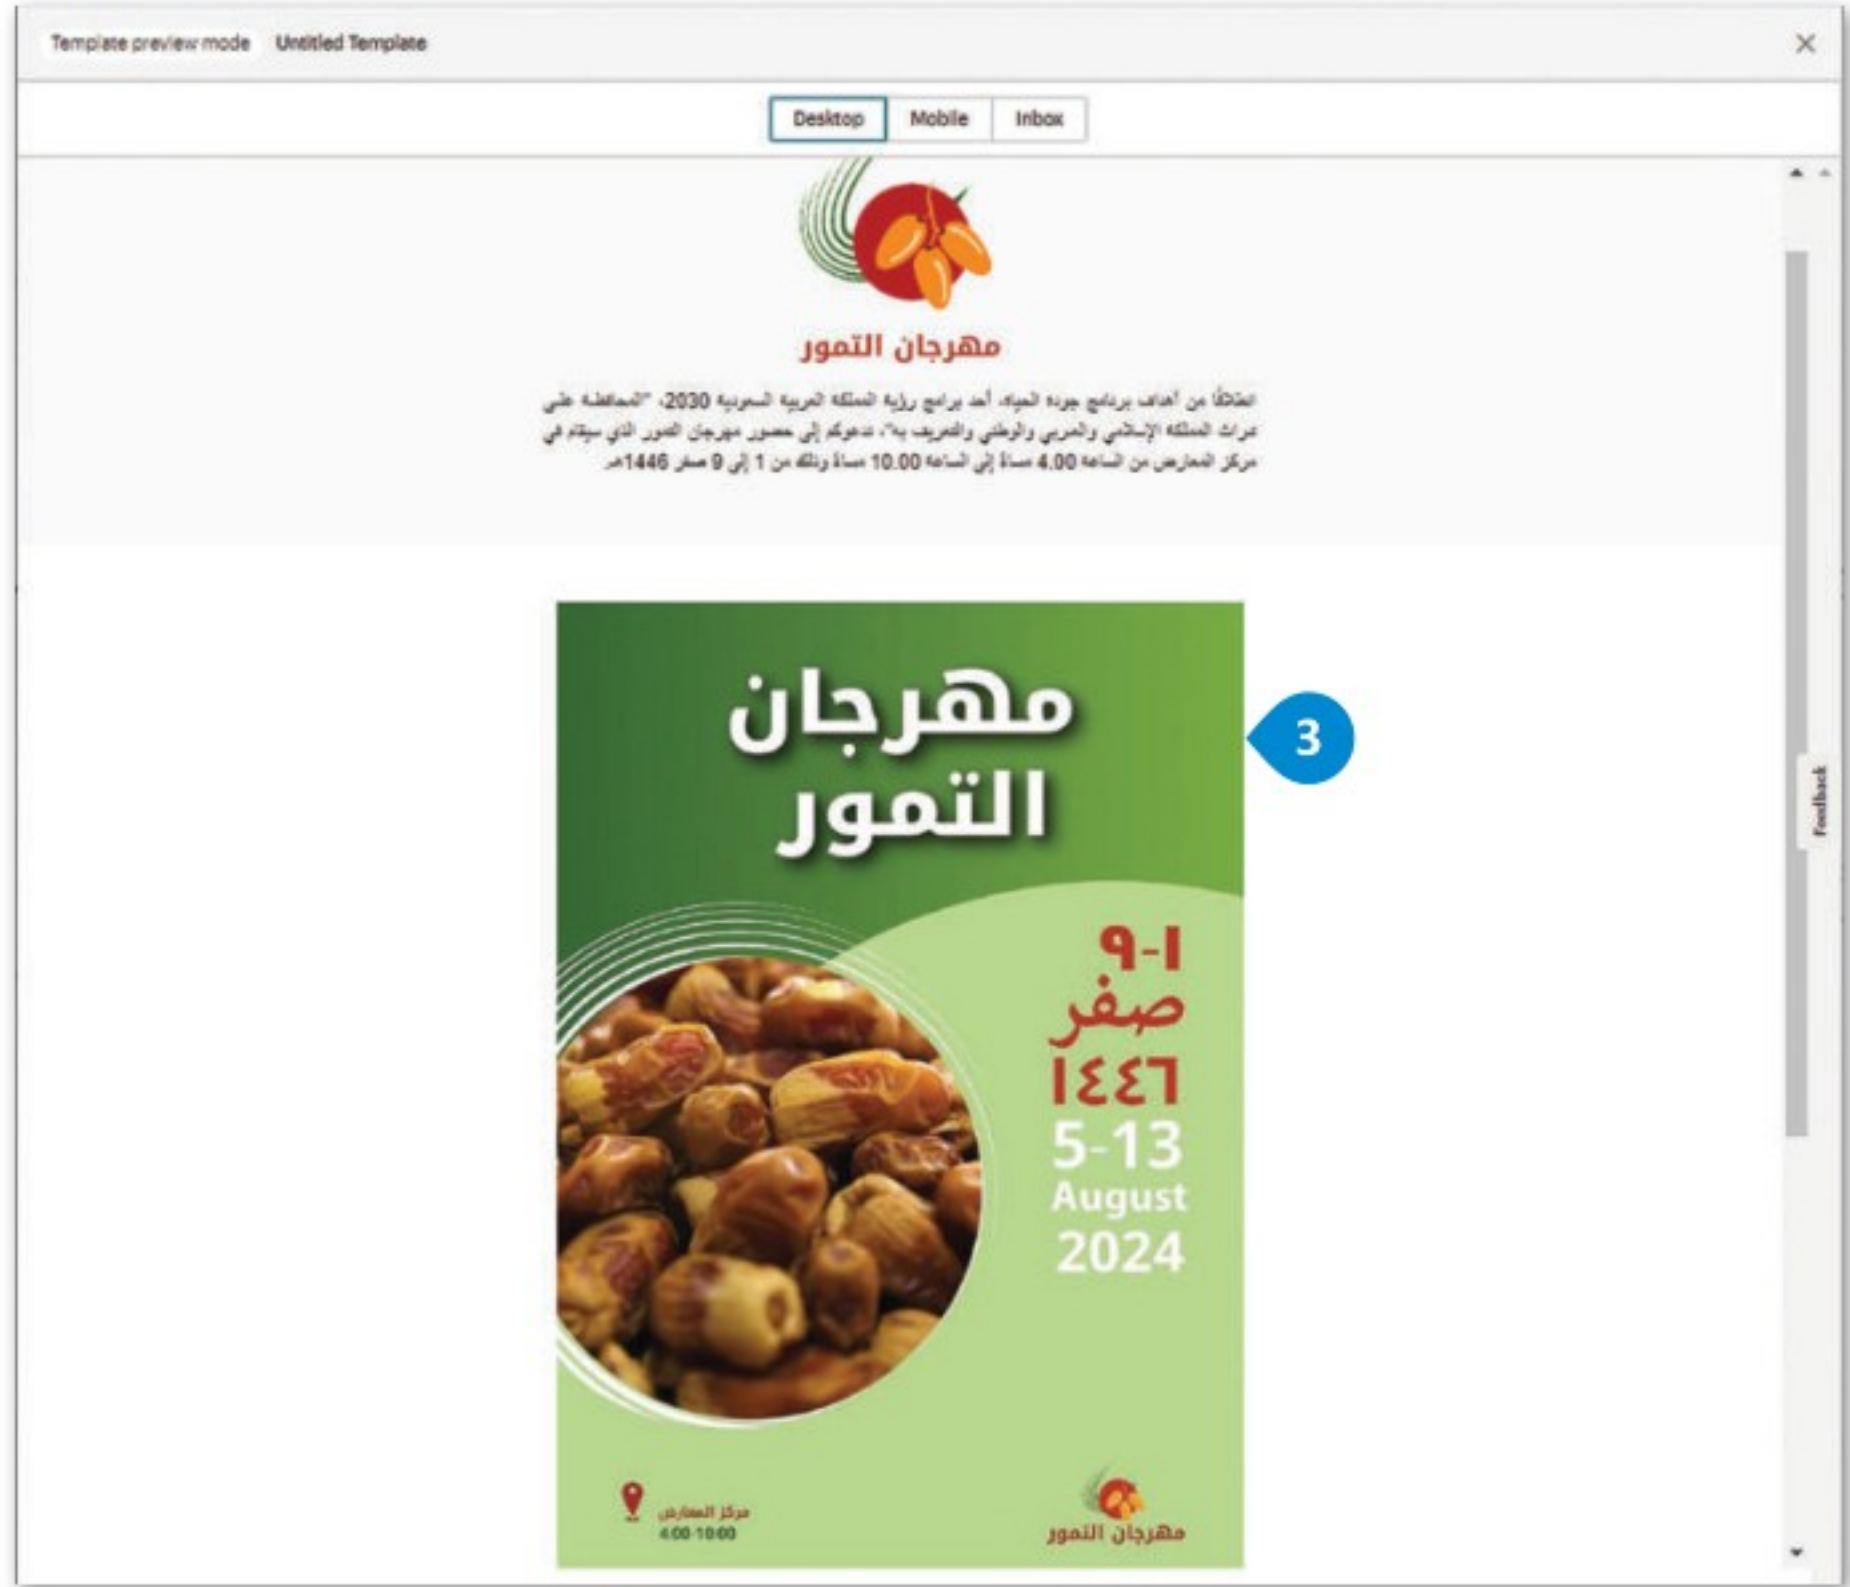 Template preview mode Untitled Template
Desktop Mobile Inbox
مهرجان التمور
انطلاقًا من أهداف برنامج جودة الحياة، أحد برامج رؤية المملكة العربية السعودية 2030، "المحافظة على
تراث المملكة الإسلامي والعربي والوطني والتعريف به"، ندعوكم إلى حضور مهرجان التمور الذي سيقام في
مركز المعارض من الساعة 4.00 مساءً إلى الساعة 10.00 مساءً وذلك من 1 إلى 9 صفر 1446هـ
مهرجان
التمور
3
Feedback
١-٩
صفر
١٤٤٦
5-13
August
2024
مركز المعارض
4:00-10:00
مهرجان التمور